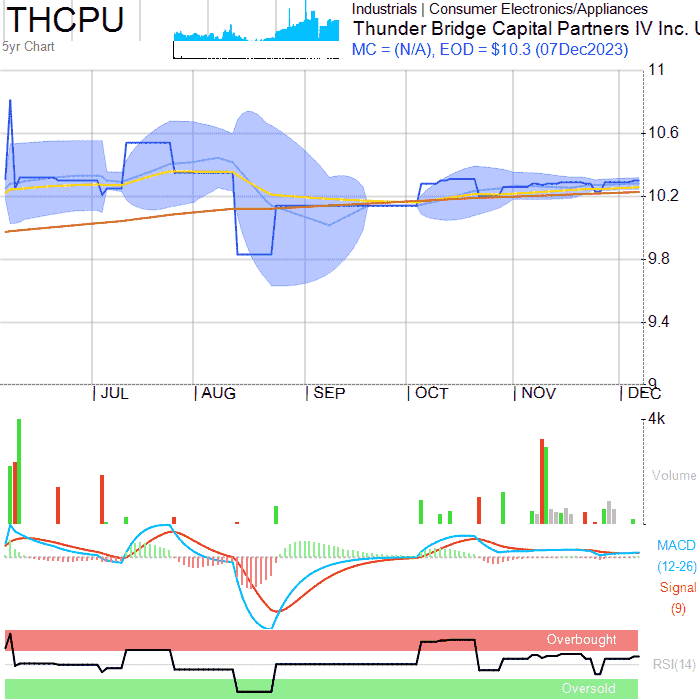 THCPU
5yr Chart
Industrials | Consumer Electronics/Appliances
Thunder Bridge Capital Partners IV Inc. U
MC = (N/A), EOD = $10.3 (07Dec2023)
11
10.6
10.2
9.8
9.4
9
JUL
AUG
SEP
OCT
NOV
DEC
4k
Volume
MACD
(12-26)
Signal
(9)
Overbought
RSI(14)
Oversold